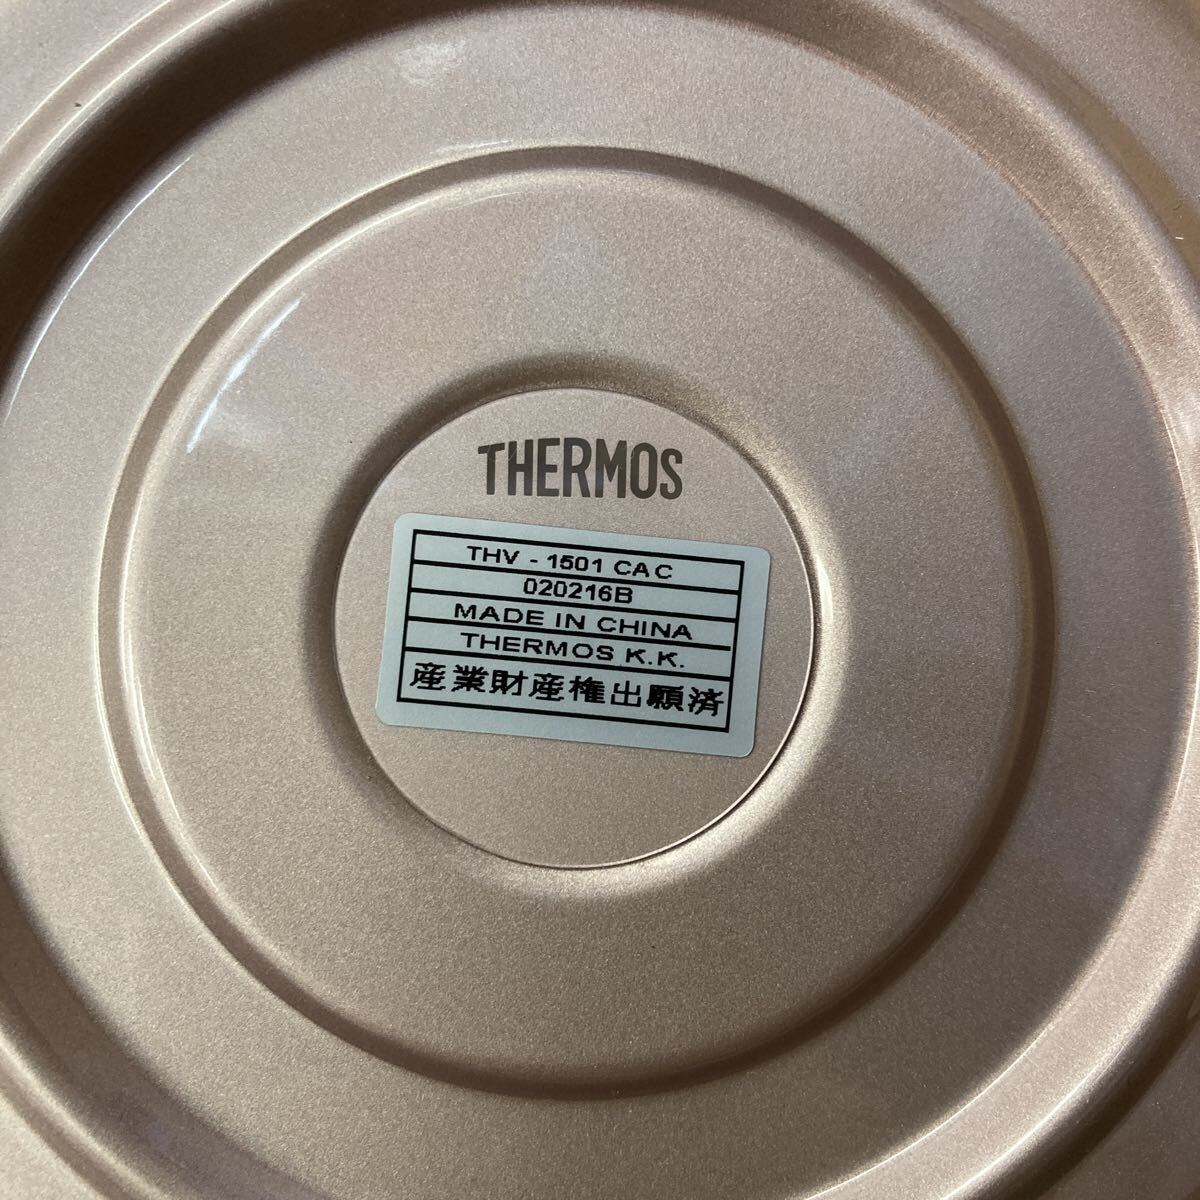 THERMOS
THV - 1501 CAC
020216B
MADE IN CHINA
THERMOS K.K.
産業財産権出願済